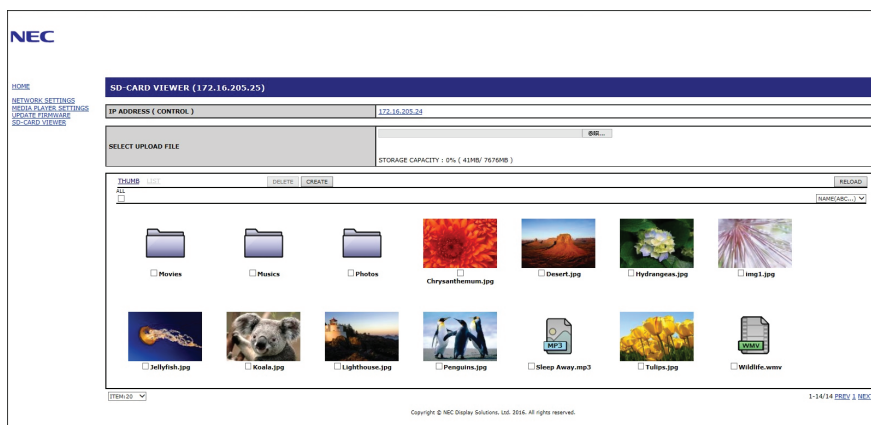 NEC
HOME
NETWORK SETTINGS
MEDIA PLAYER SETTINGS
UPDATE FIRMWARE
SD-CARD VIEWER
SD-CARD VIEWER (172.16.205.25)
IP ADDRESS ( CONTROL ) 172.16.205.24
SELECT UPLOAD FILE
STORAGE CAPACITY : 0% ( 41MB/ 7676MB )
THUMB LIST DELETE CREATE RELOAD
ALL
NAME(ABC...)
Movies Musics Photos Chrysanthemum.jpg Desert.jpg Hydrangeas.jpg img1.jpg
Jellyfish.jpg Koala.jpg Lighthouse.jpg Penguins.jpg MP3 Sleep Away.mp3 Tulips.jpg WMV Wildlife.wmv
ITEM:20 1-14/14 PREV 1 NEXT
Copyright © NEC Display Solutions, Ltd. 2016. All rights reserved.